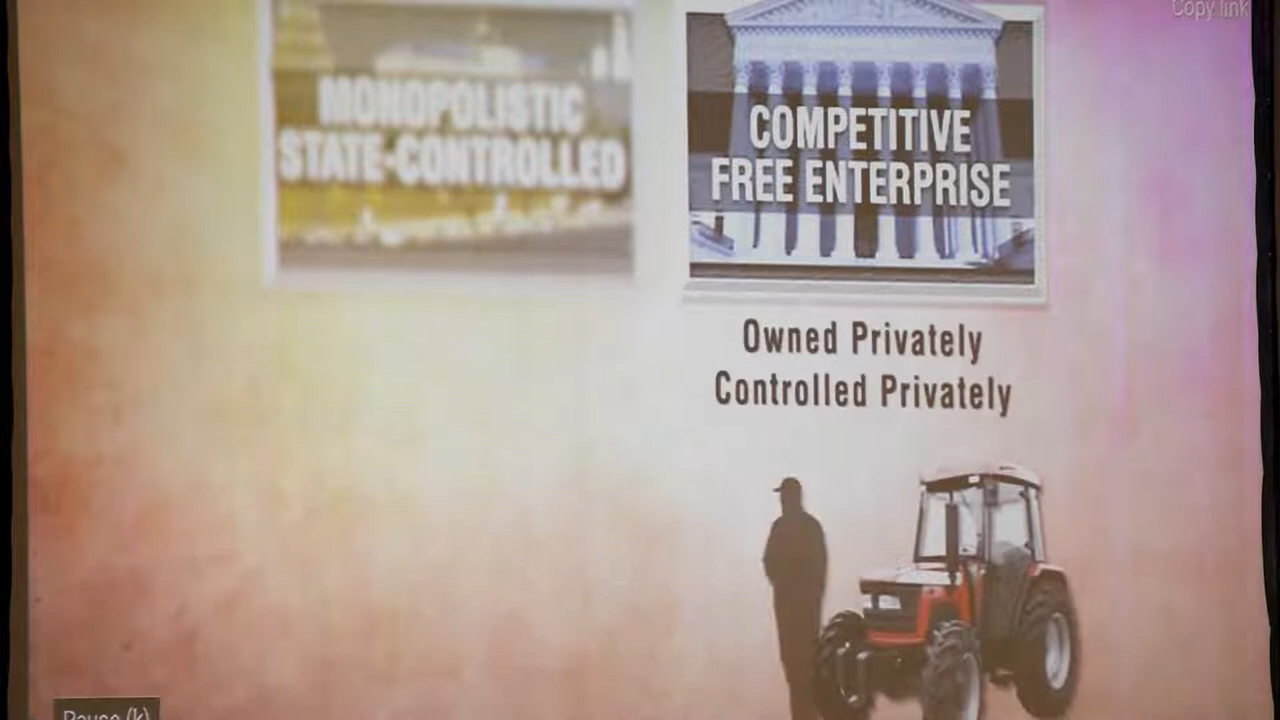 Copy link
MONOPOLISTIC
STATE-CONTROLLED
COMPETITIVE
FREE ENTERPRISE
Owned Privately
Controlled Privately
Pause (k)